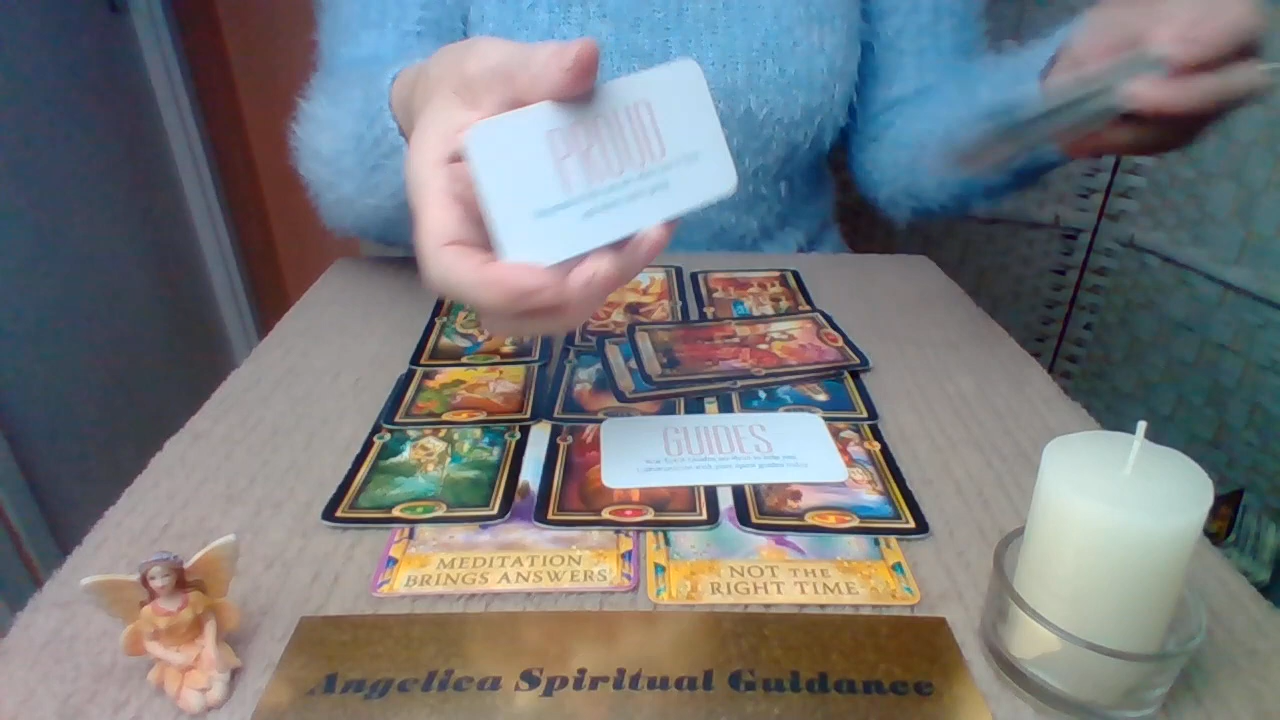 PROUD
GUIDES
MEDITATION
BRINGS ANSWERS
NOT THE
RIGHT TIME
Angelica Spiritual Guidance